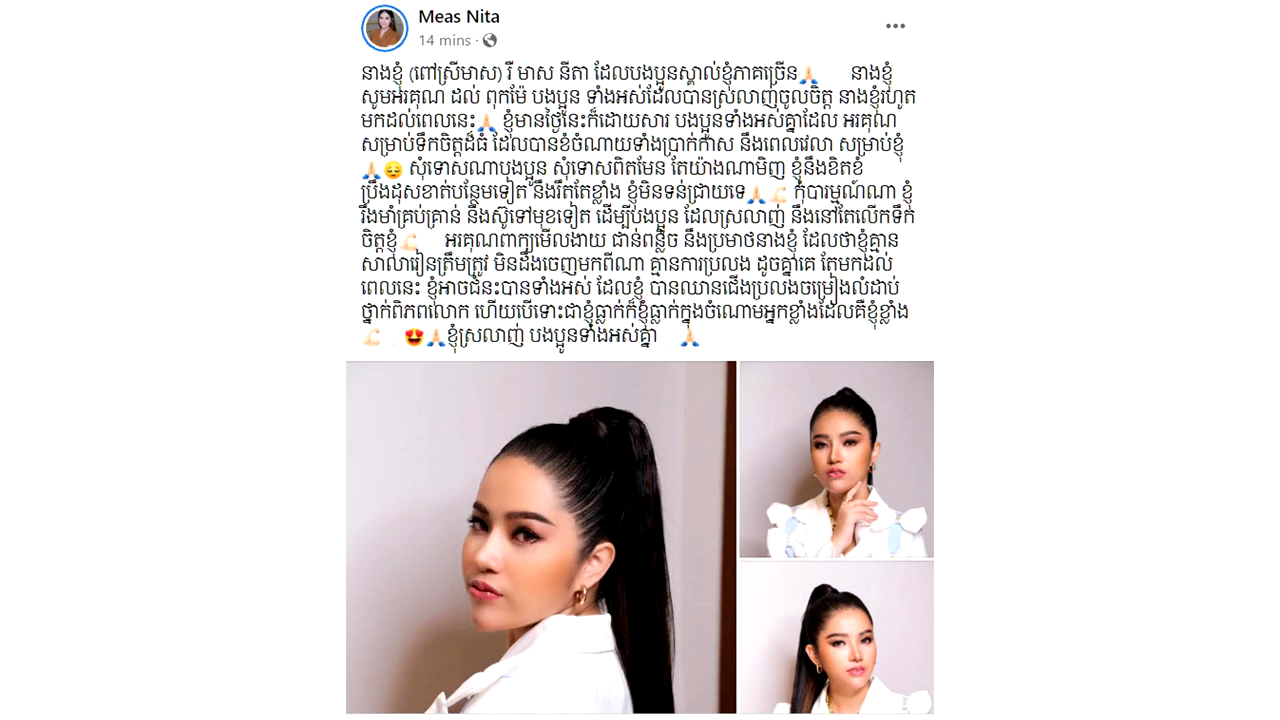 Meas Nita
14 mins ·
នាងខ្ញុំ (ពៅស្រីមាស) រឺ មាស នីតា ដែលបងប្អូនស្គាល់ខ្ញុំភាគច្រើន🙏🏻 នាងខ្ញុំ
សូមអរគុណ ដល់ ពុកម៉ែ បងប្អូន ទាំងអស់ដែលបានស្រលាញ់ចូលចិត្ត នាងខ្ញុំរហូត
មកដល់ពេលនេះ🙏🏻 ខ្ញុំមានថ្ងៃនេះក៏ដោយសារ បងប្អូនទាំងអស់គ្នាដែល អរគុណ
សម្រាប់ទឹកចិត្តដ៏ធំ ដែលបានខំចំណាយទាំងប្រាក់កាស នឹងពេលវេលា សម្រាប់ខ្ញុំ
🙏🏻😔 សុំទោសណាបងប្អូន សុំទោសពិតមែន តែយ៉ាងណាមិញ ខ្ញុំនឹងខិតខំ
ប្រឹងដុសខាត់បន្ថែមទៀត នឹងរឹតតែខ្លាំង ខ្ញុំមិនទន់ជ្រាយទេ🙏🏻💪🏻 កុំបារម្មណ៍ណា ខ្ញុំ
រឹងមាំគ្រប់គ្រាន់ នឹងស៊ូទៅមុខទៀត ដើម្បីបងប្អូន ដែលស្រលាញ់ នឹងនៅតែលើកទឹក
ចិត្តខ្ញុំ💪🏻 អរគុណពាក្យមើលងាយ ជាន់ពន្លិច នឹងប្រមាថនាងខ្ញុំ ដែលថាខ្ញុំគ្មាន
សាលារៀនត្រឹមត្រូវ មិនដឹងចេញមកពីណា គ្មានការប្រលង ដូចគ្នាគេ តែមកដល់
ពេលនេះ ខ្ញុំអាចជំនះបានទាំងអស់ ដែលខ្ញុំ បានឈានជើងប្រលងចម្រៀងលំដាប់
ថ្នាក់ពិភពលោក ហើយបើទោះជាខ្ញុំធ្លាក់ក៏ខ្ញុំធ្លាក់ក្នុងចំណោមអ្នកខ្លាំងដែលគឺខ្ញុំខ្លាំង
💪🏻 😍🙏🏻ខ្ញុំស្រលាញ់ បងប្អូនទាំងអស់គ្នា 🙏🏻